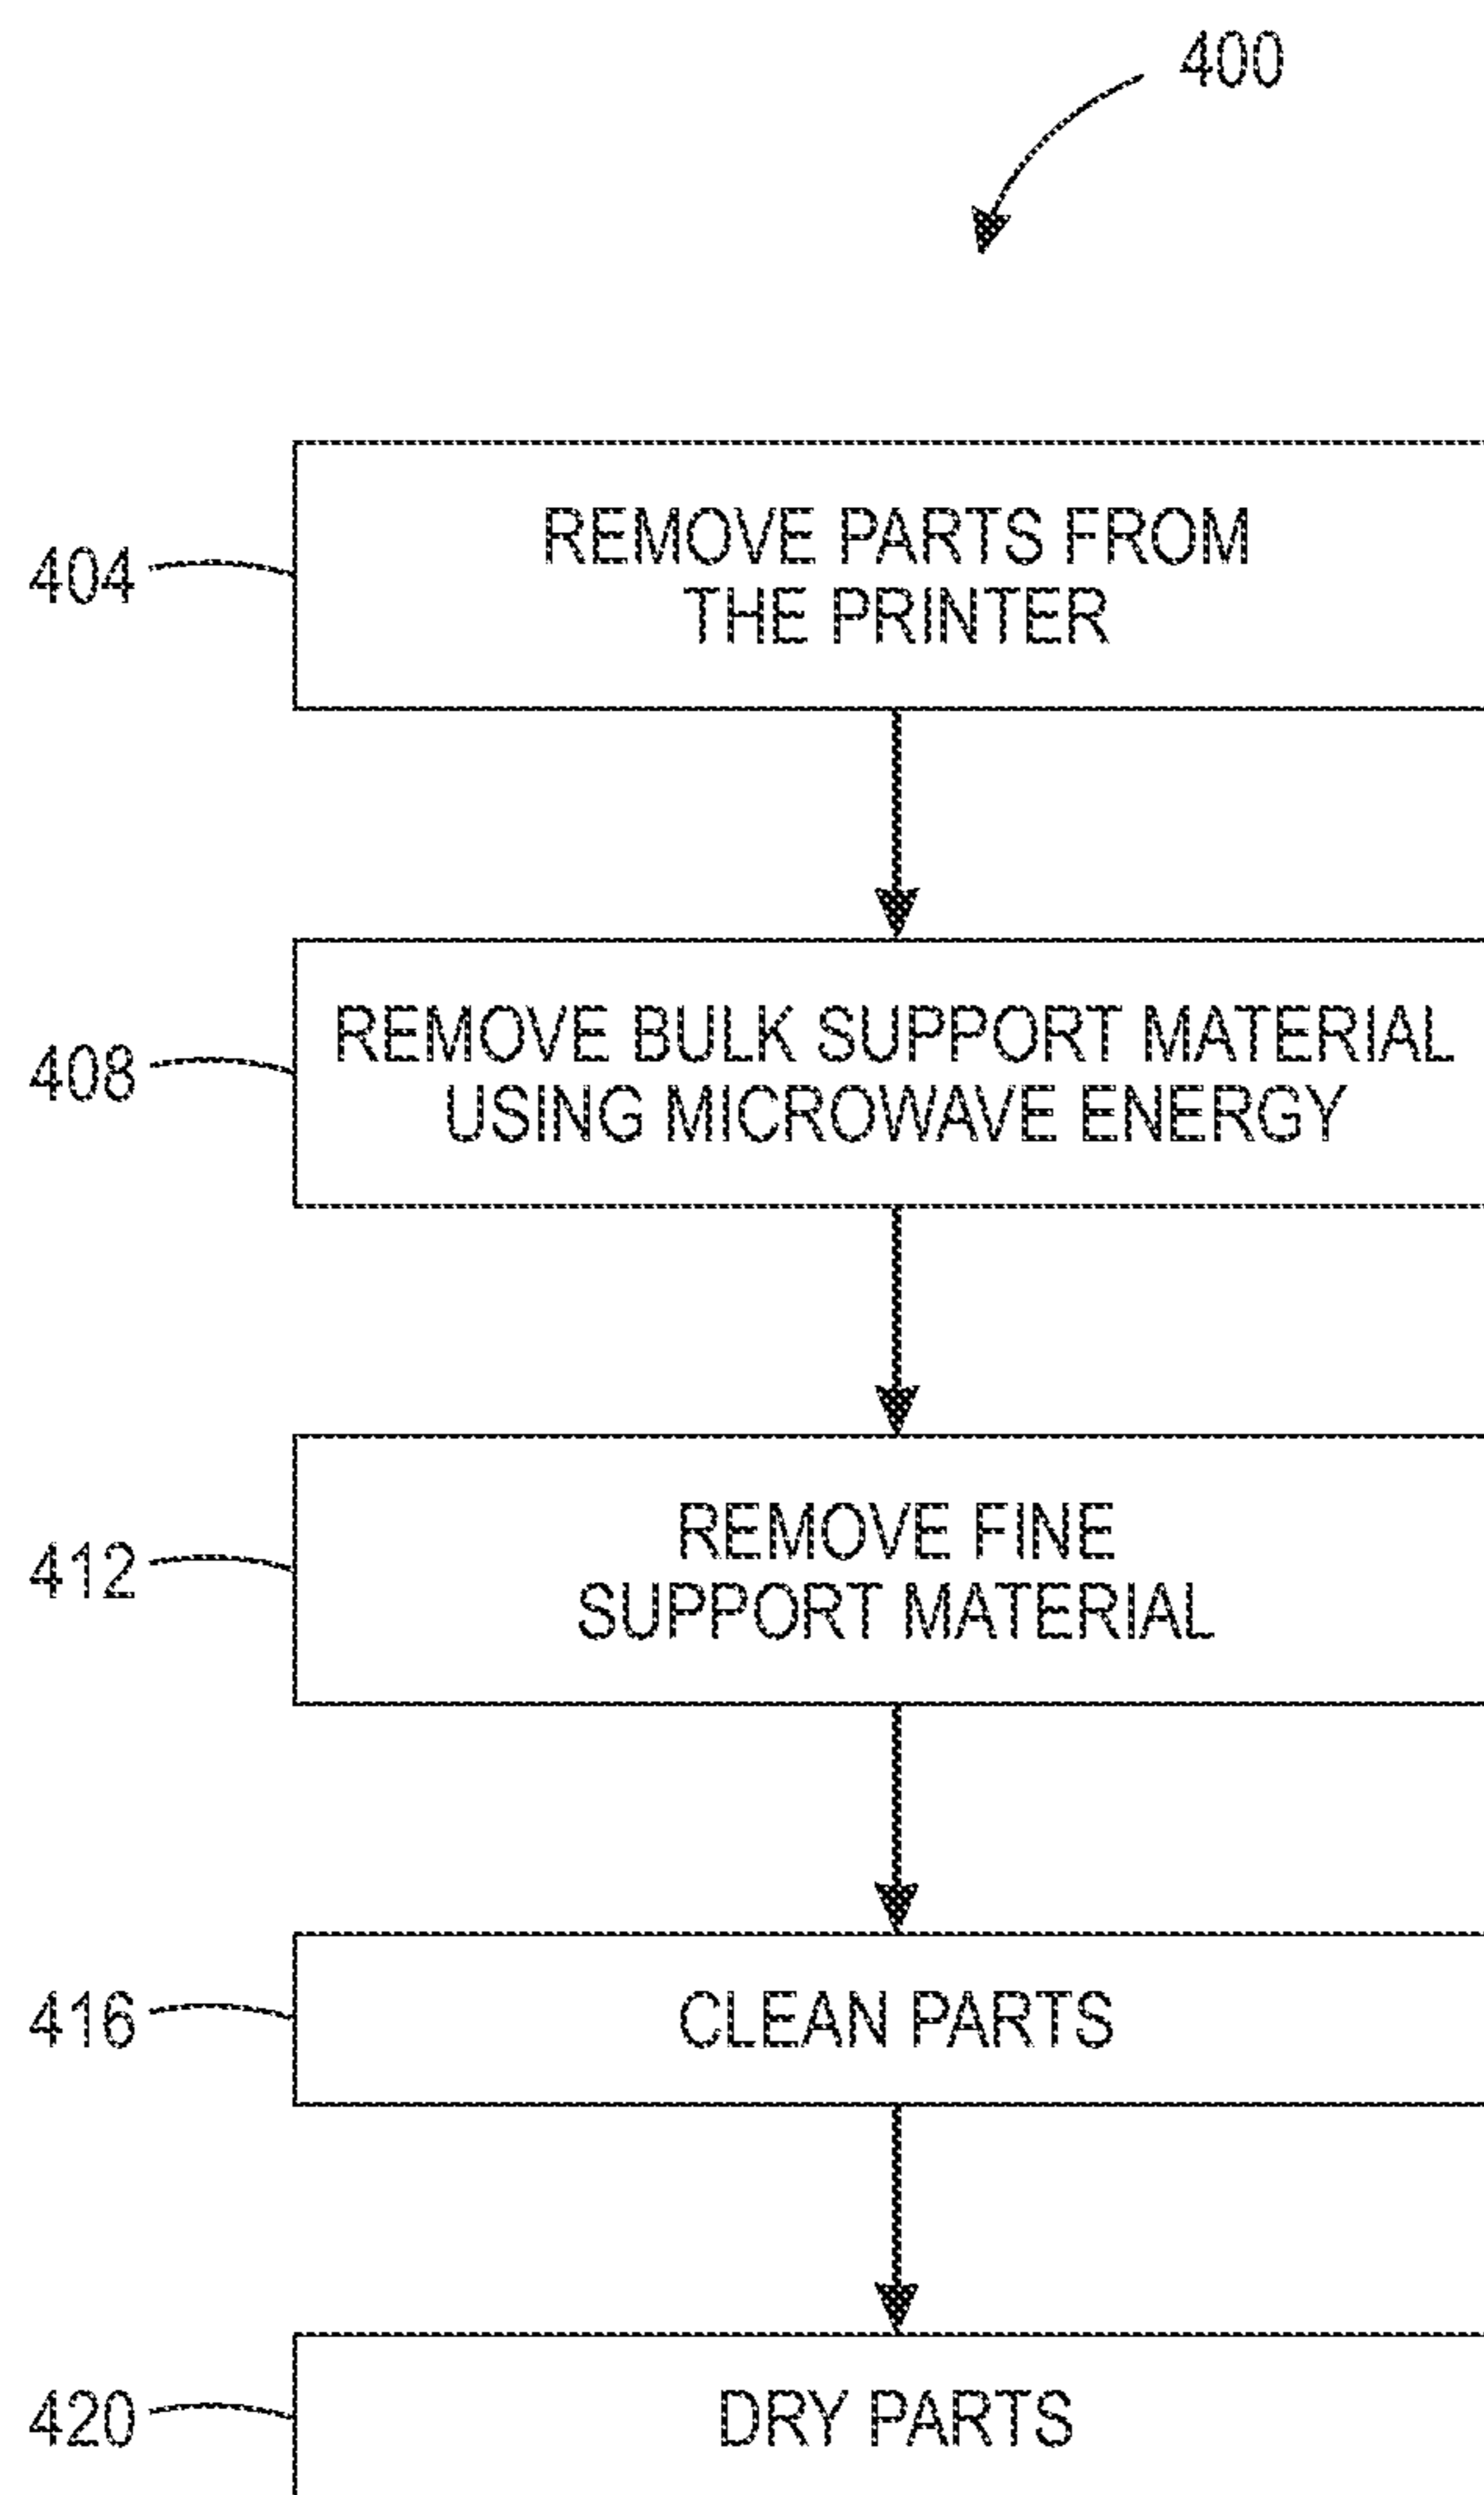 400
404
REMOVE PARTS FROM
THE PRINTER
408
REMOVE BULK SUPPORT MATERIAL
USING MICROWAVE ENERGY
412
REMOVE FINE
SUPPORT MATERIAL
416
CLEAN PARTS
420
DRY PARTS